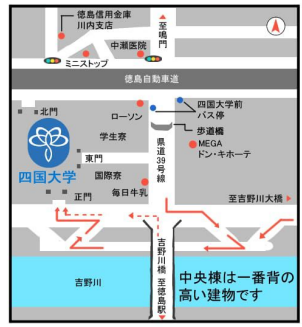 徳島信用金庫
川内支店
至鳴門
中瀬医院
ミニストップ
徳島自動車道
北門
ローソン
四国大学前
バス停
学生寮
歩道橋
MEGA
ドン・キホーテ
県道39号線
東門
四国大学
国際寮
正門
毎日牛乳
至吉野川大橋
吉野川橋
至徳島駅
吉野川
中央棟は一番背の
高い建物です